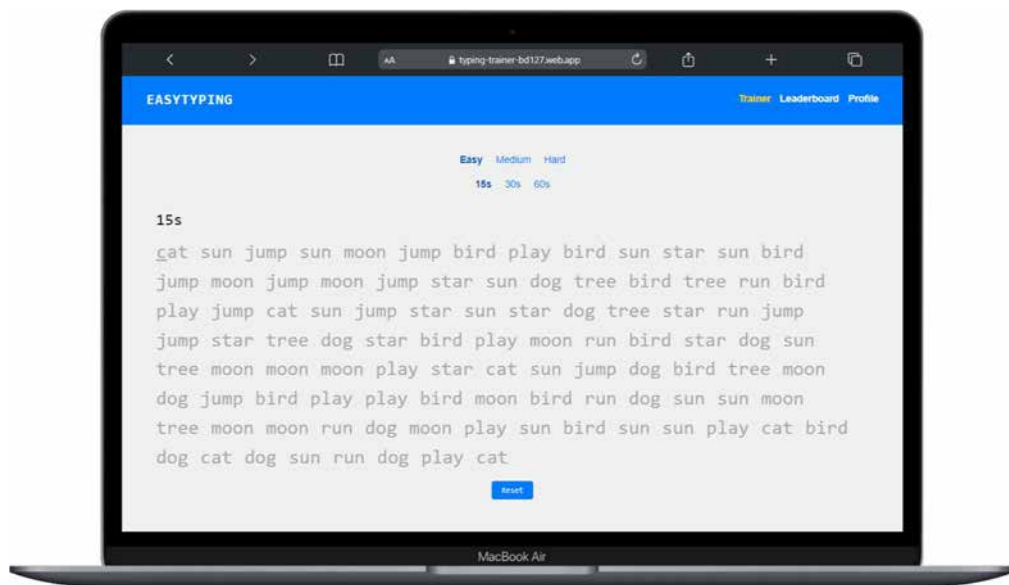 AA typing-trainer-bd127.web.app
EASYTYPING Trainer Leaderboard Profile
Easy Medium Hard
15s 30s 60s
15s
cat sun jump sun moon jump bird play bird sun star sun bird
jump moon jump moon jump star sun dog tree bird tree run bird
play jump cat sun jump star sun star dog tree star run jump
jump star tree dog star bird play moon run bird star dog sun
tree moon moon moon play star cat sun jump dog bird tree moon
dog jump bird play play bird moon bird run dog sun sun moon
tree moon moon run dog moon play sun bird sun sun play cat bird
dog cat dog sun run dog play cat
Reset
MacBook Air